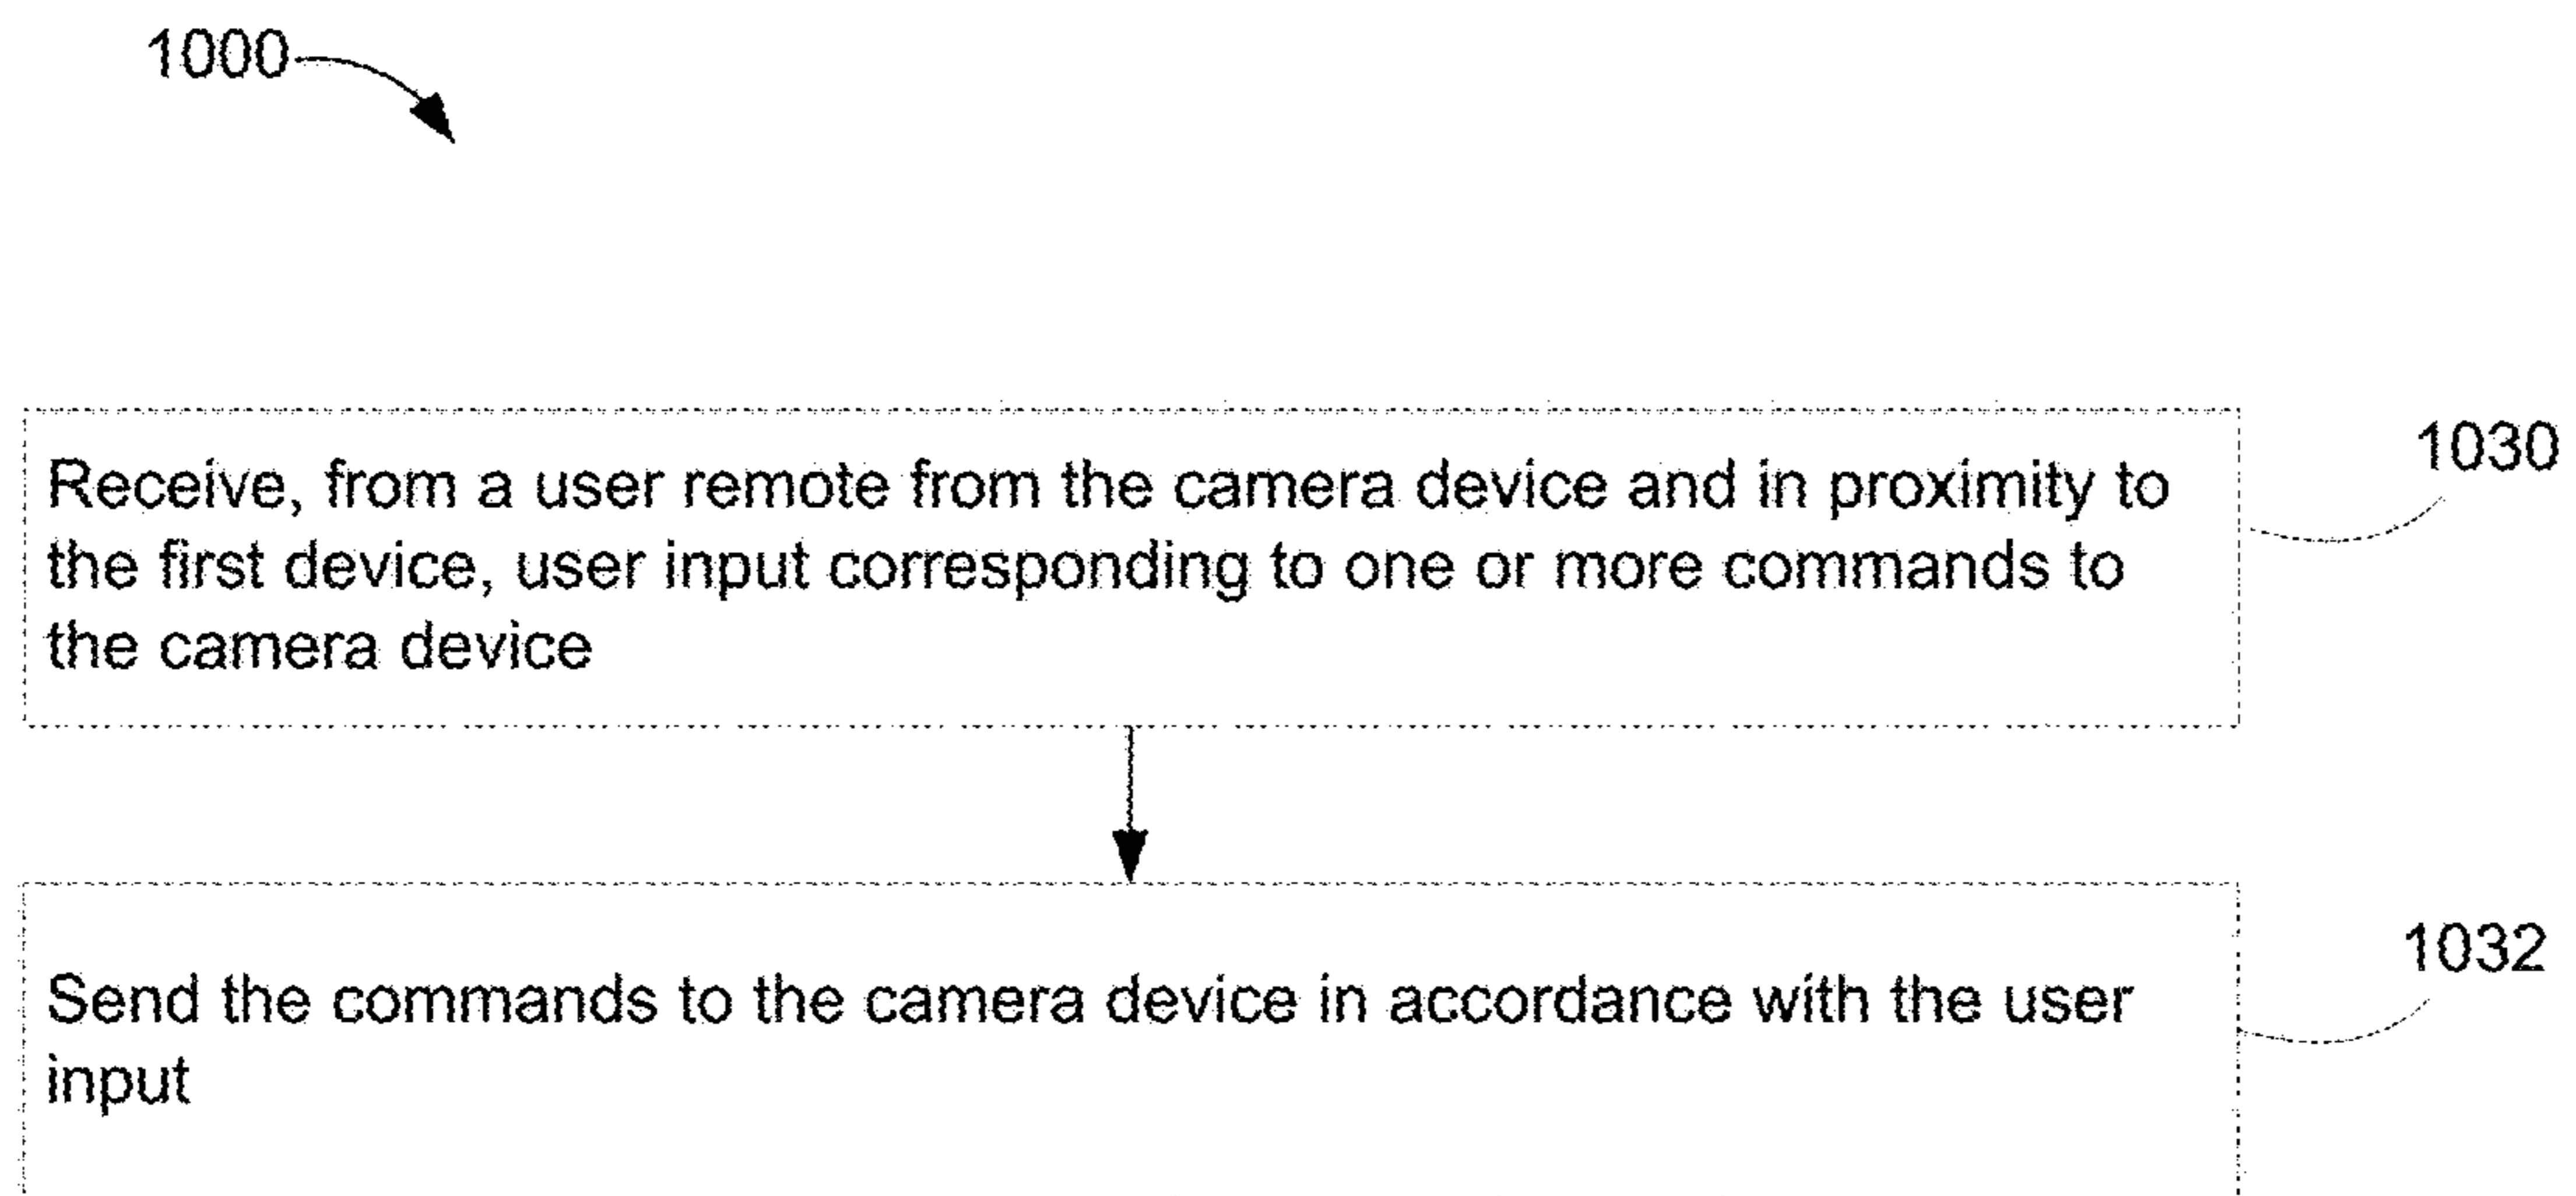 1000
Receive, from a user remote from the camera device and in proximity to
the first device, user input corresponding to one or more commands to
the camera device
1030
Send the commands to the camera device in accordance with the user
input
1032